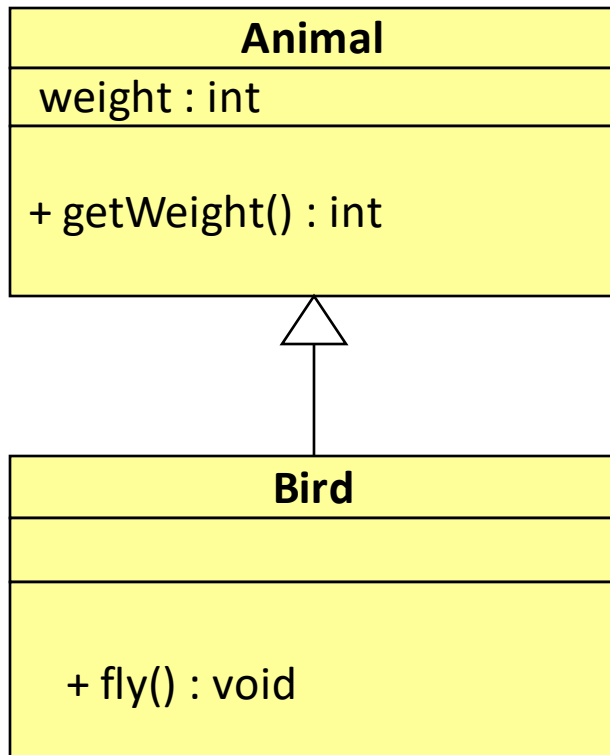 Animal
weight : int
+ getWeight() : int
Bird
+ fly() : void